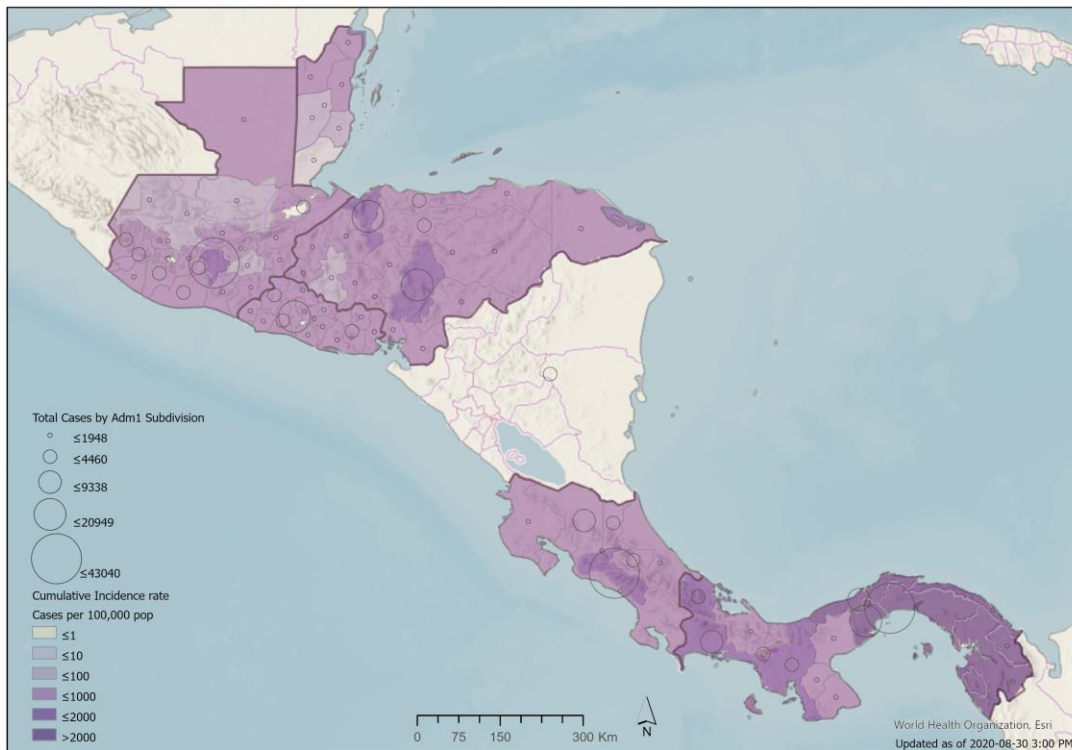 Total Cases by Adm1 Subdivision
≤1948
≤4460
≤9338
≤20949
≤43040
Cumulative Incidence rate
Cases per 100,000 pop
≤1
≤10
≤100
≤1000
≤2000
>2000
0 75 150 300 Km
N
World Health Organization, Esri
Updated as of 2020-08-30 3:00 PM